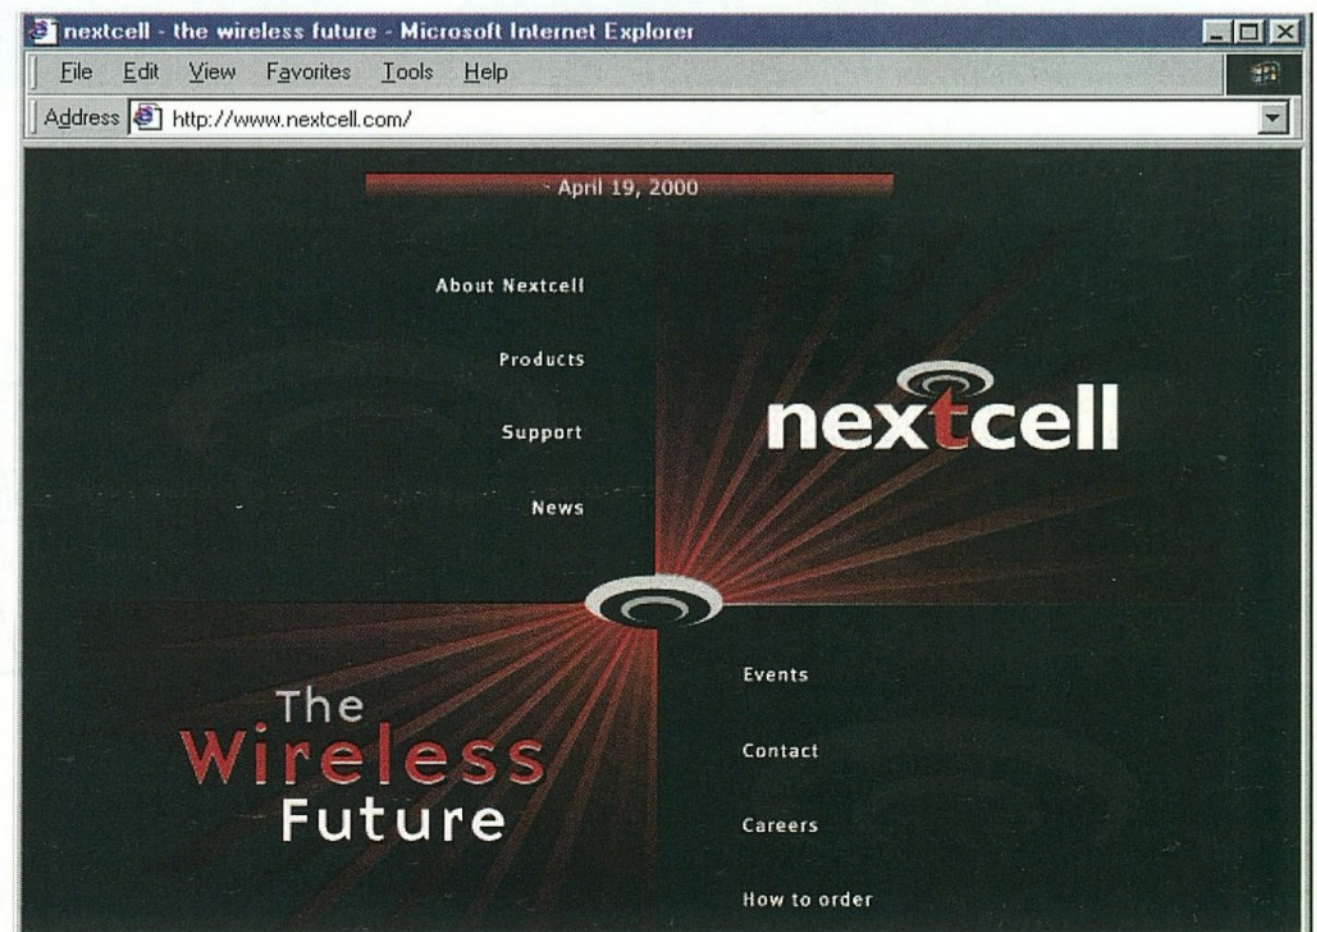 nextcell - the wireless future - Microsoft Internet Explorer
File Edit View Favorites Tools Help
Address http://www.nextcell.com/
- April 19, 2000
About Nextcell
Products
Support
News
nextcell
The
Wireless
Future
Events
Contact
Careers
How to order